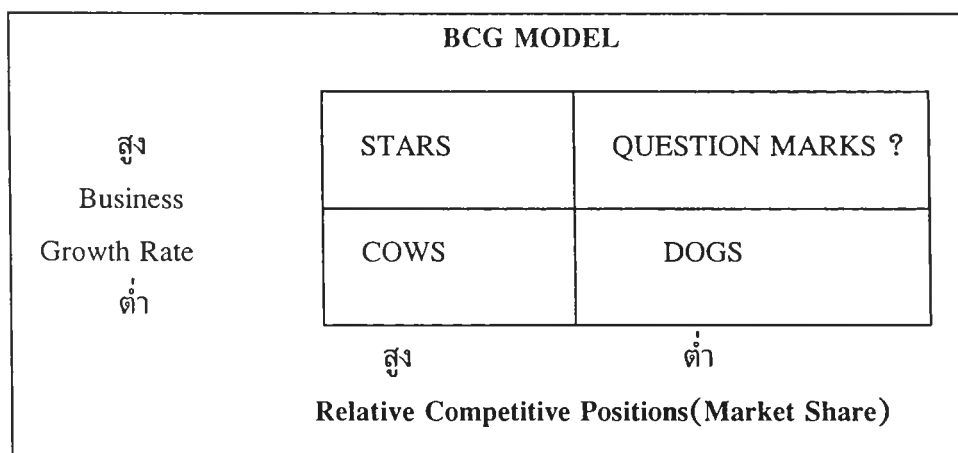 BCG MODEL
สูง
STARS
QUESTION MARKS ?
Business
Growth Rate
COWS
DOGS
ต่ำ
สูง
ต่ำ
Relative Competitive Positions(Market Share)